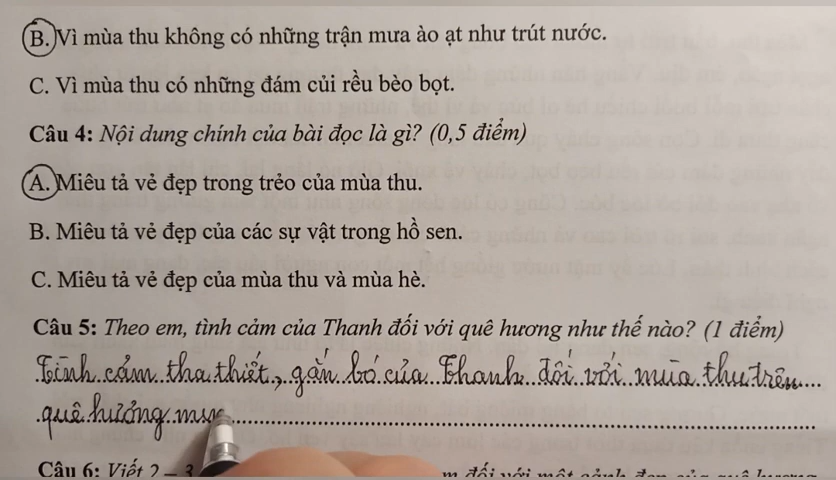 B. Vì mùa thu không có những trận mưa ào ạt như trút nước.
C. Vì mùa thu có những đám củi rều bèo bọt.
Câu 4: Nội dung chính của bài đọc là gì? (0,5 điểm)
A. Miêu tả vẻ đẹp trong trẻo của mùa thu.
B. Miêu tả vẻ đẹp của các sự vật trong hồ sen.
C. Miêu tả vẻ đẹp của mùa thu và mùa hè.
Câu 5: Theo em, tình cảm của Thanh đối với quê hương như thế nào? (1 điểm)
Tình cảm tha thiết, gắn bó của Thanh đối với mùa thu trên
quê hương
Câu 6: Viết 2 – 3